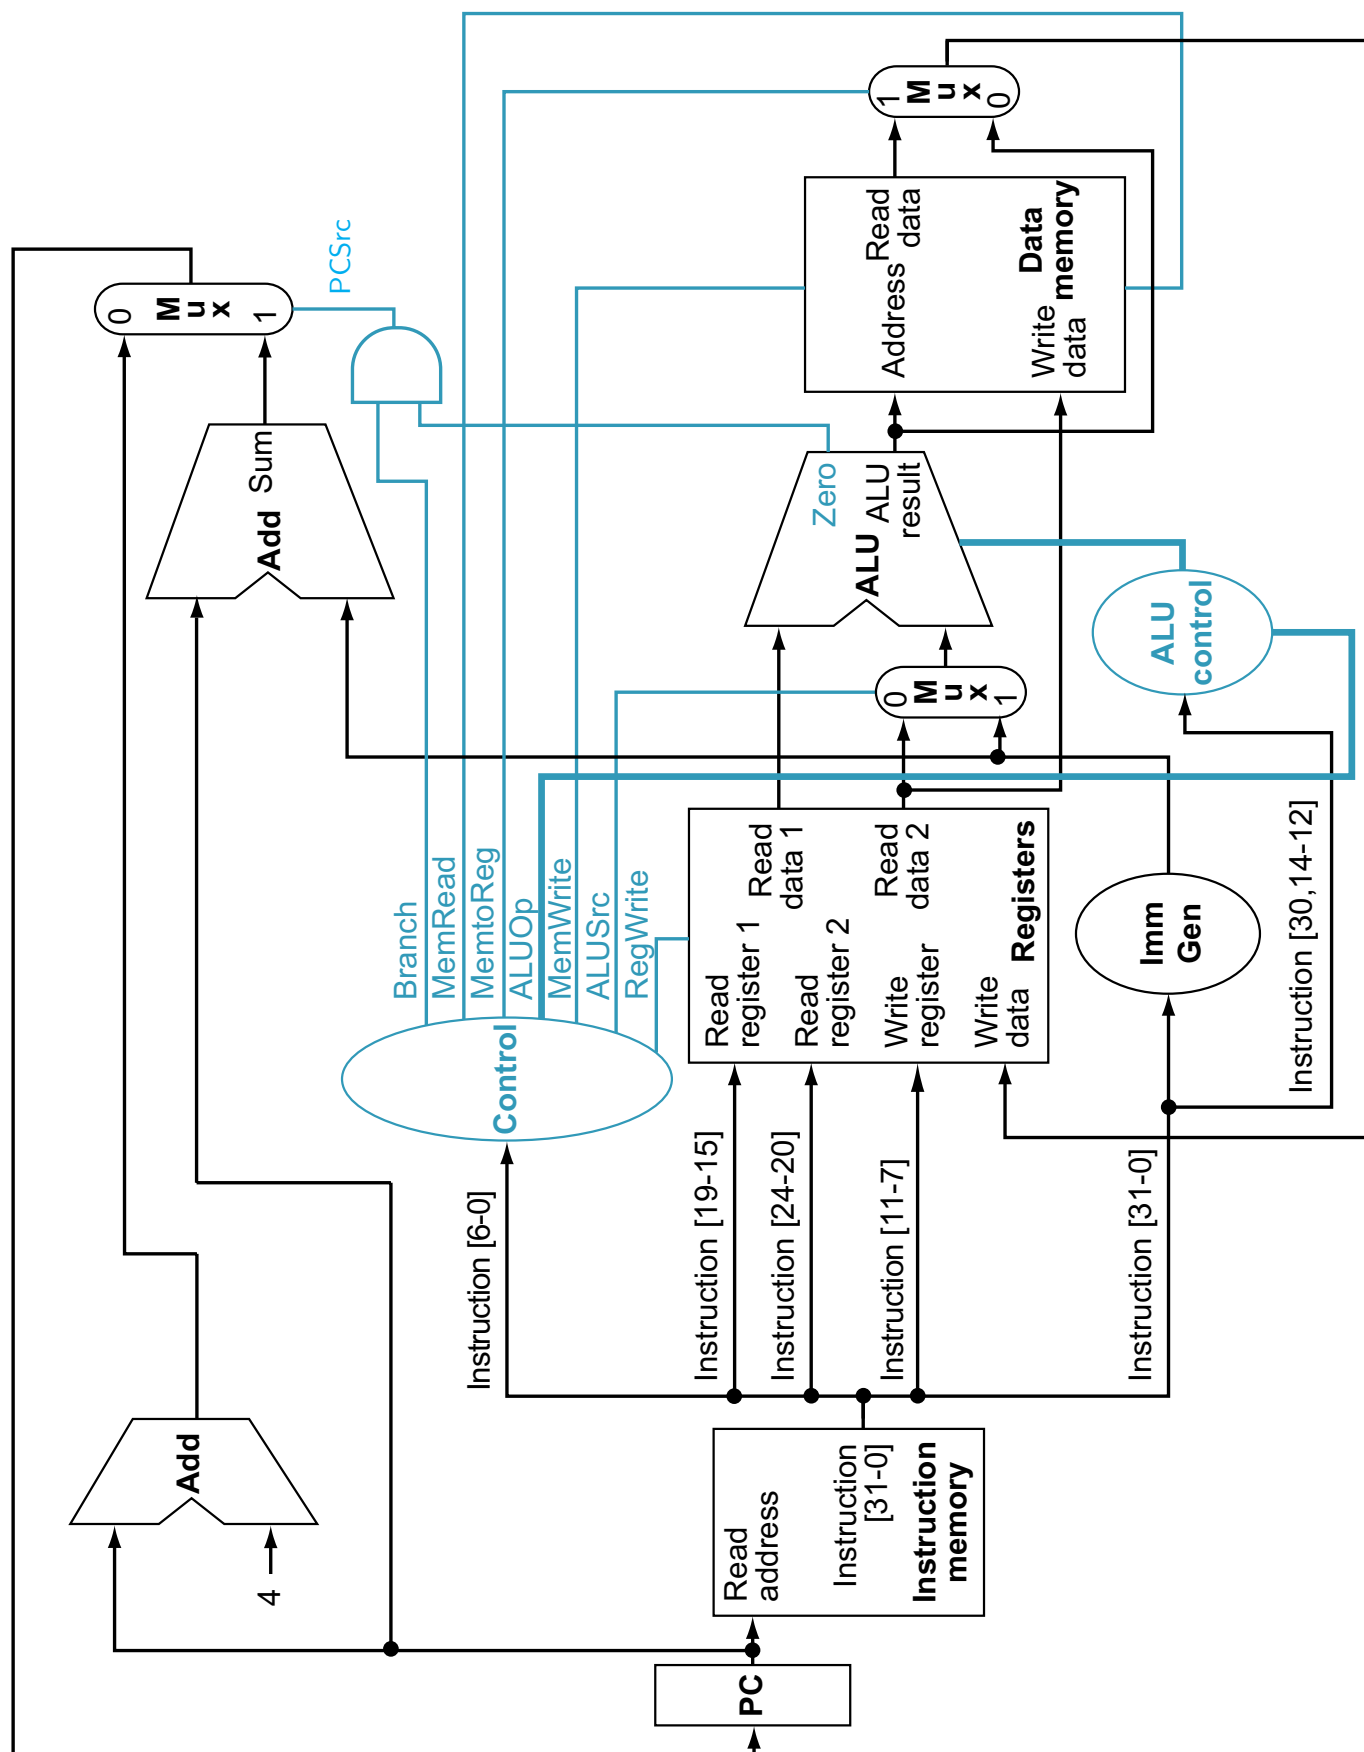 PC
4
Add
Read
address
Instruction
[31-0]
Instruction
memory
Instruction [6-0]
Instruction [19-15]
Instruction [24-20]
Instruction [11-7]
Instruction [31-0]
Instruction [30,14-12]
Control
Branch
MemRead
MemtoReg
ALUOp
MemWrite
ALUSrc
RegWrite
Read
register 1
Read
register 2
Write
register
Write
data
Read
data 1
Read
data 2
Registers
Imm
Gen
0
M
u
x
1
ALU
control
ALU
Zero
ALU
result
Add
Sum
0
M
u
x
1
PCSrc
Address
Read
data
Write
data
Data
memory
1
M
u
x
0